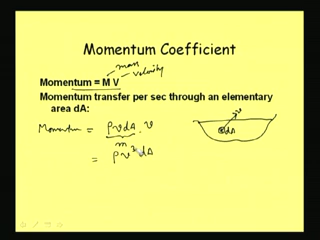 Momentum Coefficient
mass
Momentum = M V
velocity
Momentum transfer per sec through an elementary
area dA:
Momentum = ρvdA . v
m
= ρv²dA
v
dA